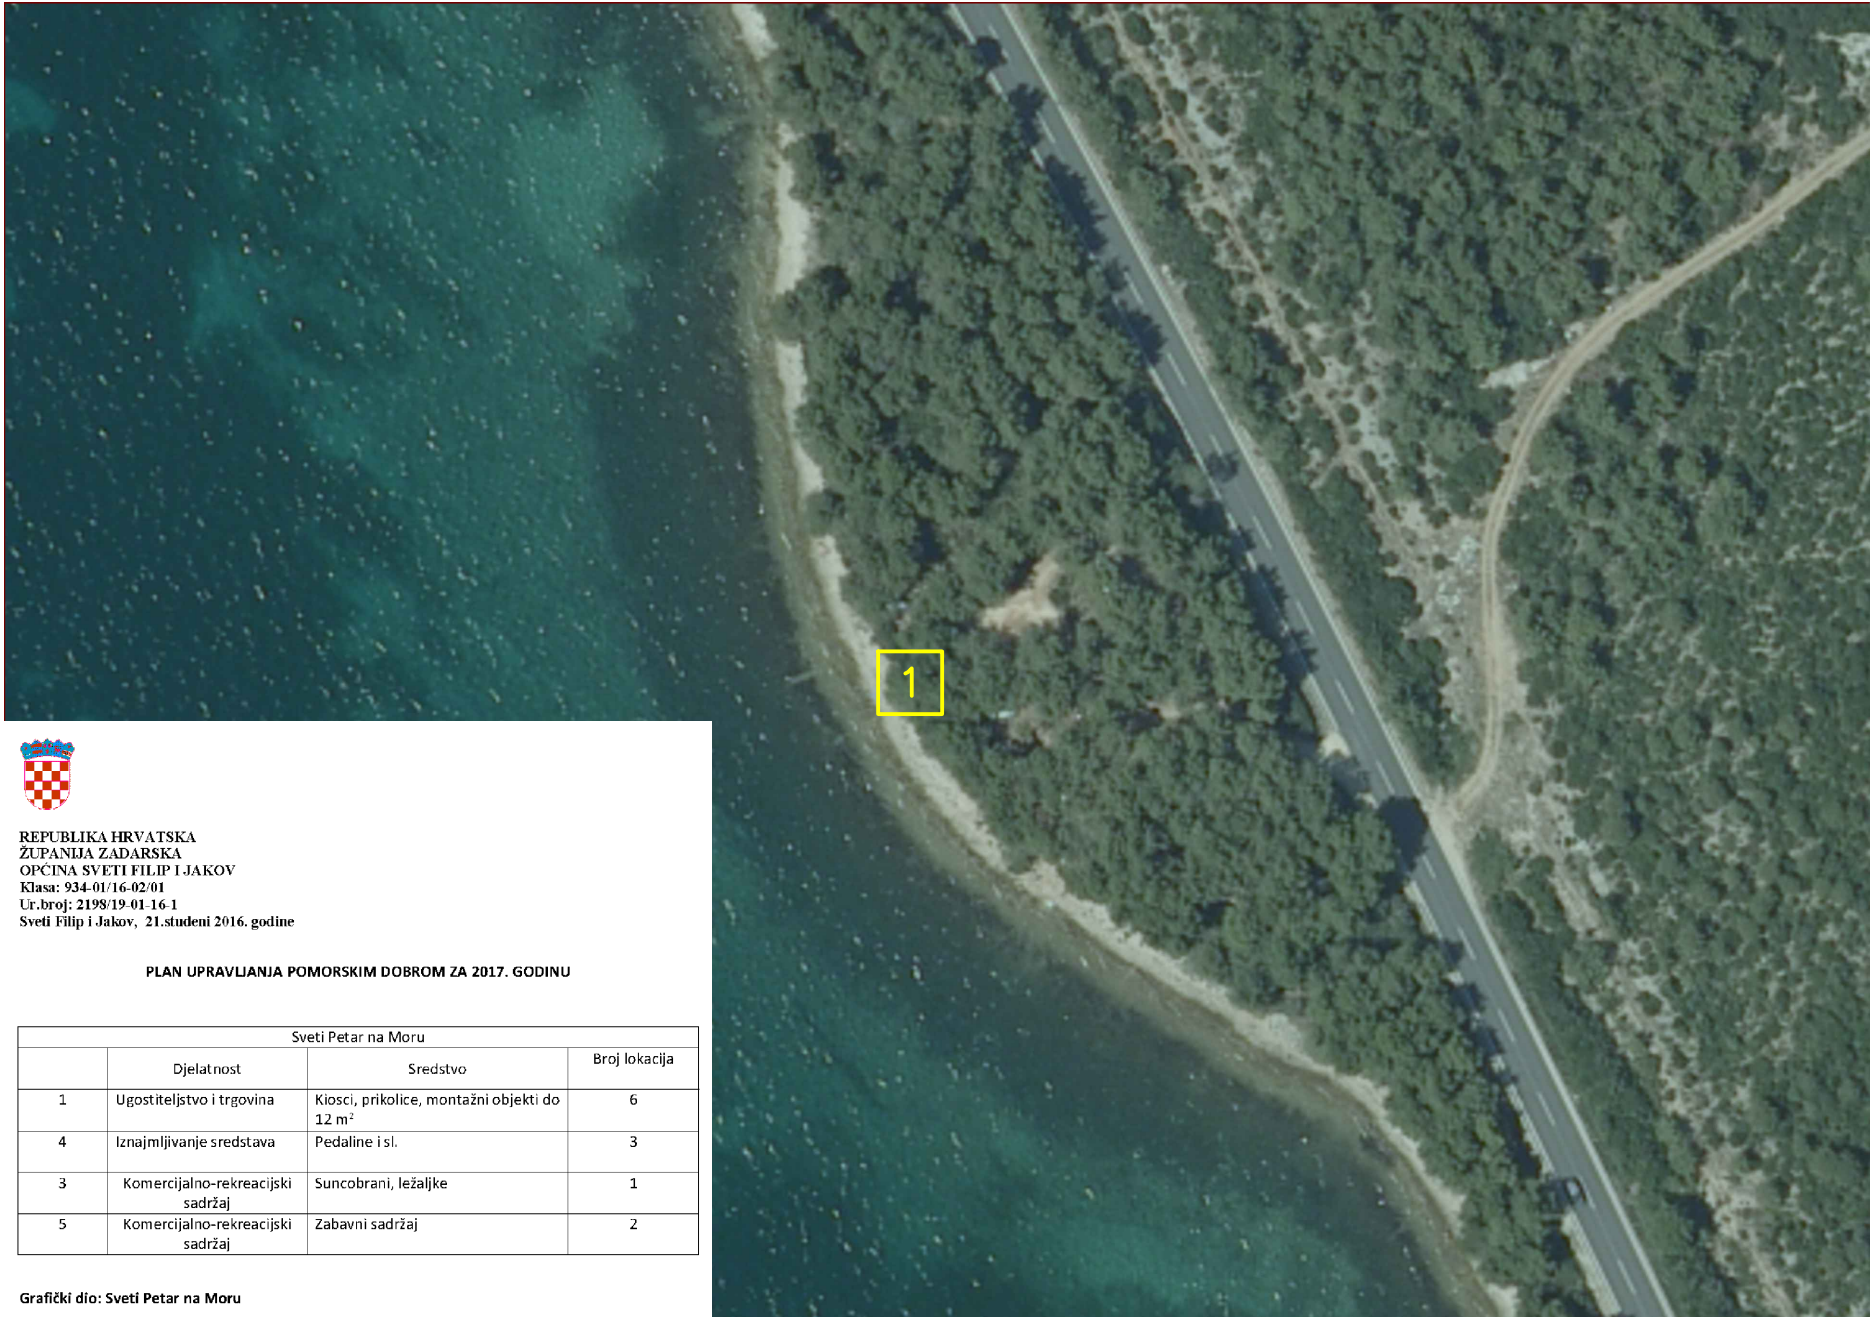 1
REPUBLIKA HRVATSKA
ŽUPANIJA ZADARSKA
OPĆINA SVETI FILIP I JAKOV
Klasa: 934-01/16-02/01
Ur.broj: 2198/19-01-16-1
Sveti Filip i Jakov, 21.studeni 2016. godine
PLAN UPRAVLJANJA POMORSKIM DOBROM ZA 2017. GODINU
Sveti Petar na Moru
Djelatnost Sredstvo Broj lokacija
1 Ugostiteljstvo i trgovina Kiosci, prikolice, montažni objekti do 6
12 m²
4 Iznajmljivanje sredstava Pedaline i sl. 3
3 Komercijalno-rekreacijski Suncobrani, ležaljke 1
sadržaj
5 Komercijalno-rekreacijski Zabavni sadržaj 2
sadržaj
Grafički dio: Sveti Petar na Moru